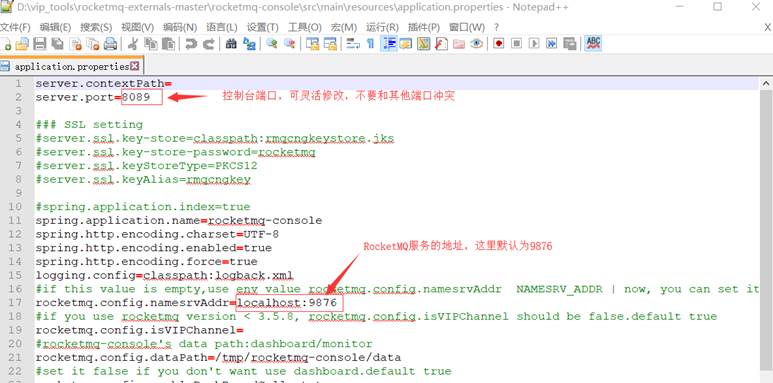 D:\vip_tools\rocketmq-externals-master\rocketmq-console\src\main\resources\application.properties - Notepad++
文件(F) 编辑(E) 搜索(S) 视图(V) 编码(N) 语言(L) 设置(T) 工具(O) 宏(M) 运行(R) 插件(P) 窗口(W) ?
application.properties
1 server.contextPath=
2 server.port=8089 控制台端口，可灵活修改，不要和其他端口冲突
3
4 ### SSL setting
5 #server.ssl.key-store=classpath:rmqcngkeystore.jks
6 #server.ssl.key-store-password=rocketmq
7 #server.ssl.keyStoreType=PKCS12
8 #server.ssl.keyAlias=rmqcngkey
9
10 #spring.application.index=true
11 spring.application.name=rocketmq-console
12 spring.http.encoding.charset=UTF-8
13 spring.http.encoding.enabled=true
RocketMQ服务的地址，这里默认为9876
14 spring.http.encoding.force=true
15 logging.config=classpath:logback.xml
16 #if this value is empty,use env value rocketmq.config.namesrvAddr NAMESRV_ADDR | now, you can set it
17 rocketmq.config.namesrvAddr=localhost:9876
18 #if you use rocketmq version < 3.5.8, rocketmq.config.isVIPChannel should be false.default true
19 rocketmq.config.isVIPChannel=
20 #rocketmq-console's data path:dashboard/monitor
21 rocketmq.config.dataPath=/tmp/rocketmq-console/data
22 #set it false if you don't want use dashboard.default true